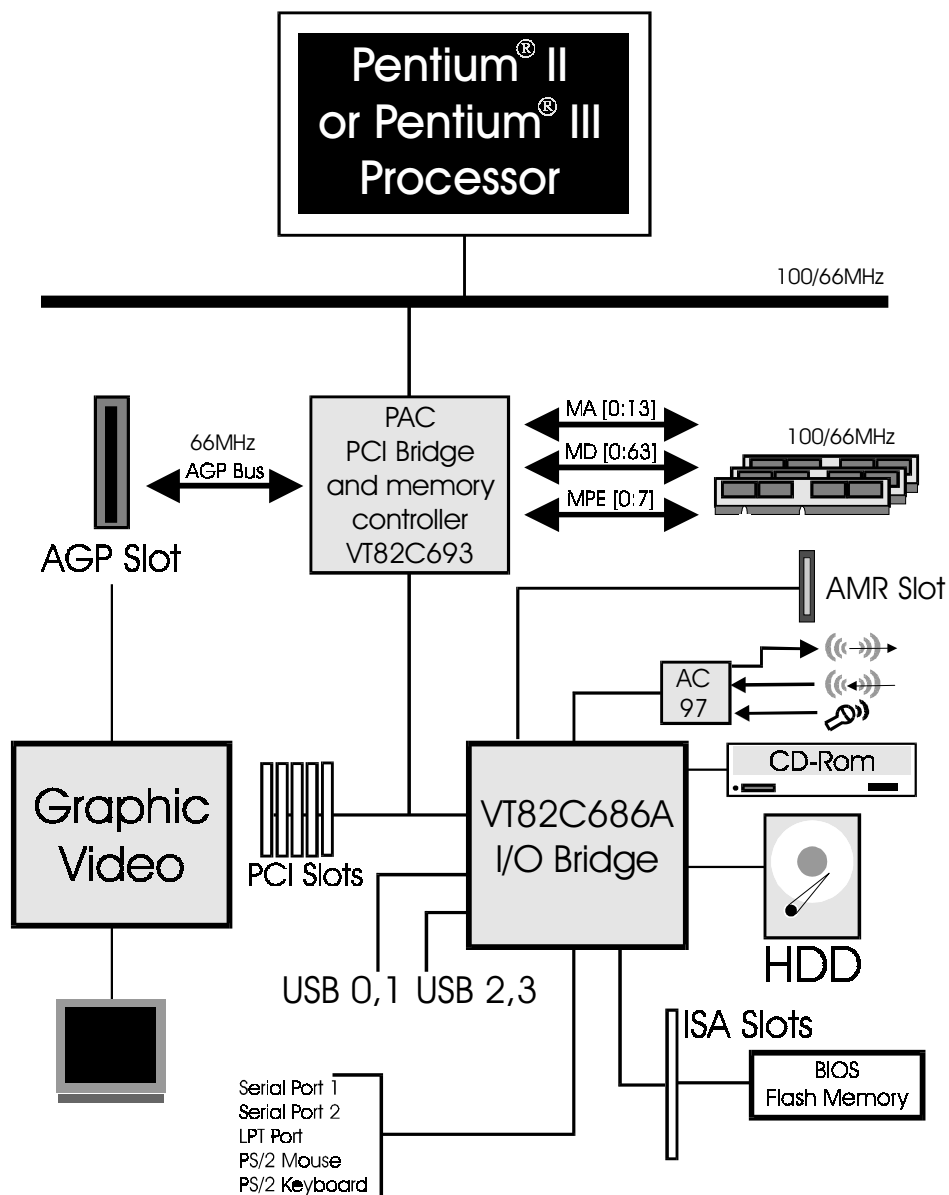 Pentium® II
or Pentium® III
Processor
100/66MHz
PAC
PCI Bridge
and memory
controller
VT82C693
66MHz
AGP Bus
MA [0:13]
MD [0:63]
MPE [0:7]
100/66MHz
AGP Slot
AMR Slot
AC
97
CD-Rom
Graphic
Video
PCI Slots
VT82C686A
I/O Bridge
HDD
USB 0,1
USB 2,3
ISA Slots
BIOS
Flash Memory
Serial Port 1
Serial Port 2
LPT Port
PS/2 Mouse
PS/2 Keyboard